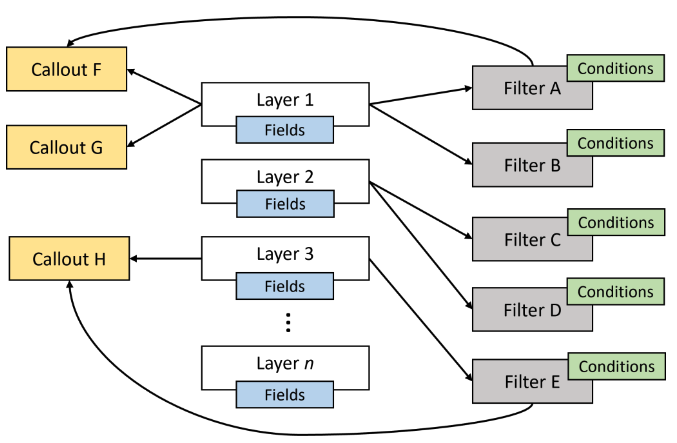 Callout F
Callout G
Callout H
Layer 1
Fields
Layer 2
Fields
Layer 3
Fields
⋮
Layer n
Fields
Conditions
Filter A
Conditions
Filter B
Conditions
Filter C
Conditions
Filter D
Conditions
Filter E